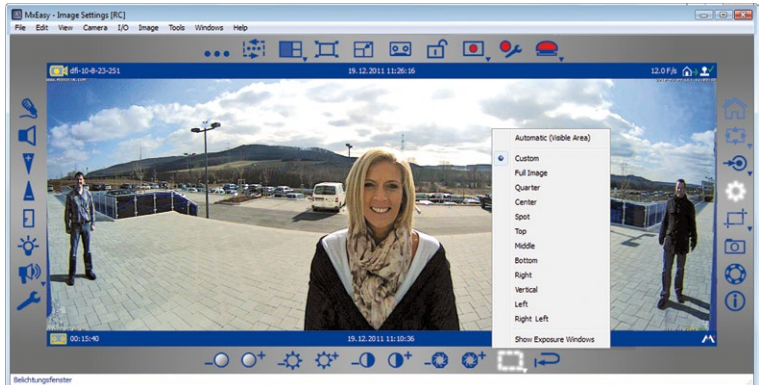 MxEasy - Image Settings [RC]
File Edit View Camera I/O Image Tools Windows Help
dfi-10-8-23-251 19.12.2011 11:26:16 12.0 F/s
Automatic (Visible Area)
Custom
Full Image
Quarter
Center
Spot
Top
Middle
Bottom
Right
Vertical
Left
Right Left
Show Exposure Windows
00:15:40 19.12.2011 11:10:36
Belichtungsfenster